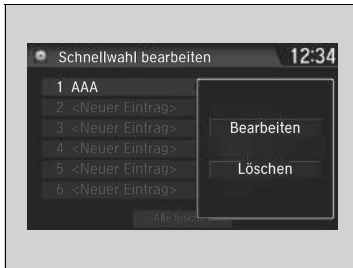 Schnellwahl bearbeiten 12:34
1 AAA
2 <Neuer Eintrag>
3 <Neuer Eintrag>
4 <Neuer Eintrag>
5 <Neuer Eintrag>
6 <Neuer Eintrag>
Bearbeiten
Löschen
Alle